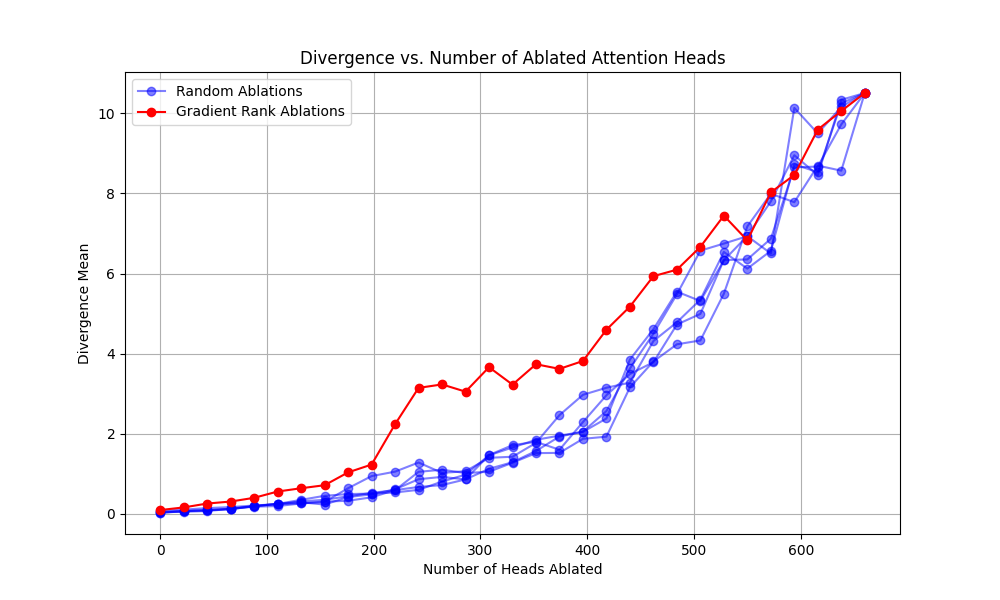 Divergence vs. Number of Ablated Attention Heads
Random Ablations
Gradient Rank Ablations
Divergence Mean
10
8
6
4
2
0
0 100 200 300 400 500 600
Number of Heads Ablated